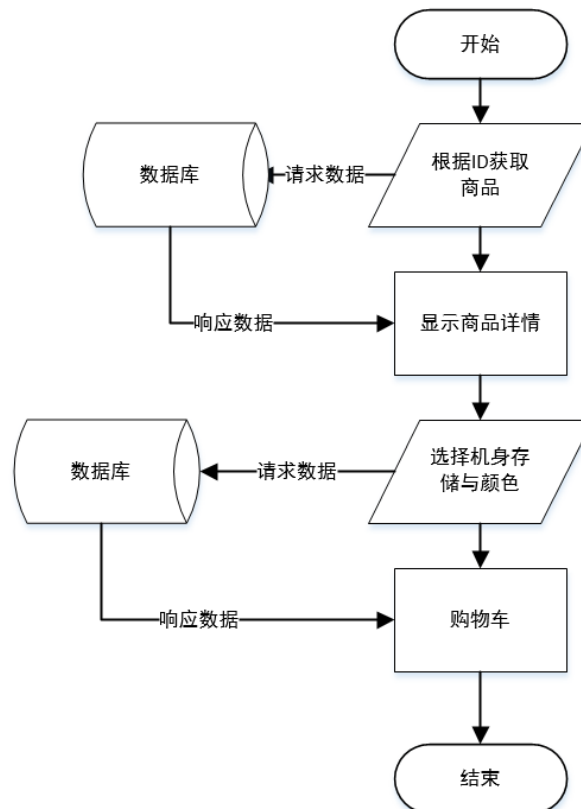 开始
根据ID获取
商品
请求数据
数据库
响应数据
显示商品详情
选择机身存
储与颜色
请求数据
数据库
响应数据
购物车
结束